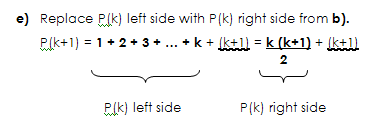 e) Replace P(k) left side with P(k) right side from b).
P(k+1) = 1 + 2 + 3 + ... + k + (k+1) = k (k+1) + (k+1)
2
P(k) left side P(k) right side